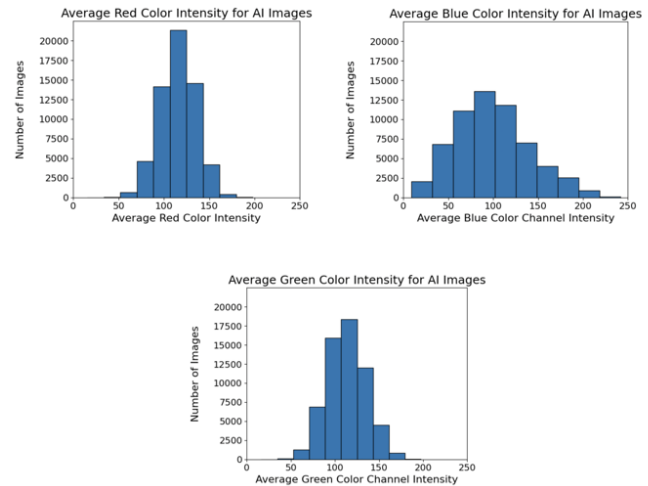 Average Red Color Intensity for AI Images
Number of Images
20000
17500
15000
12500
10000
7500
5000
2500
0
0 50 100 150 200 250
Average Red Color Intensity
Average Blue Color Intensity for AI Images
Number of Images
20000
17500
15000
12500
10000
7500
5000
2500
0
0 50 100 150 200 250
Average Blue Color Channel Intensity
Average Green Color Intensity for AI Images
Number of Images
20000
17500
15000
12500
10000
7500
5000
2500
0
0 50 100 150 200 250
Average Green Color Channel Intensity